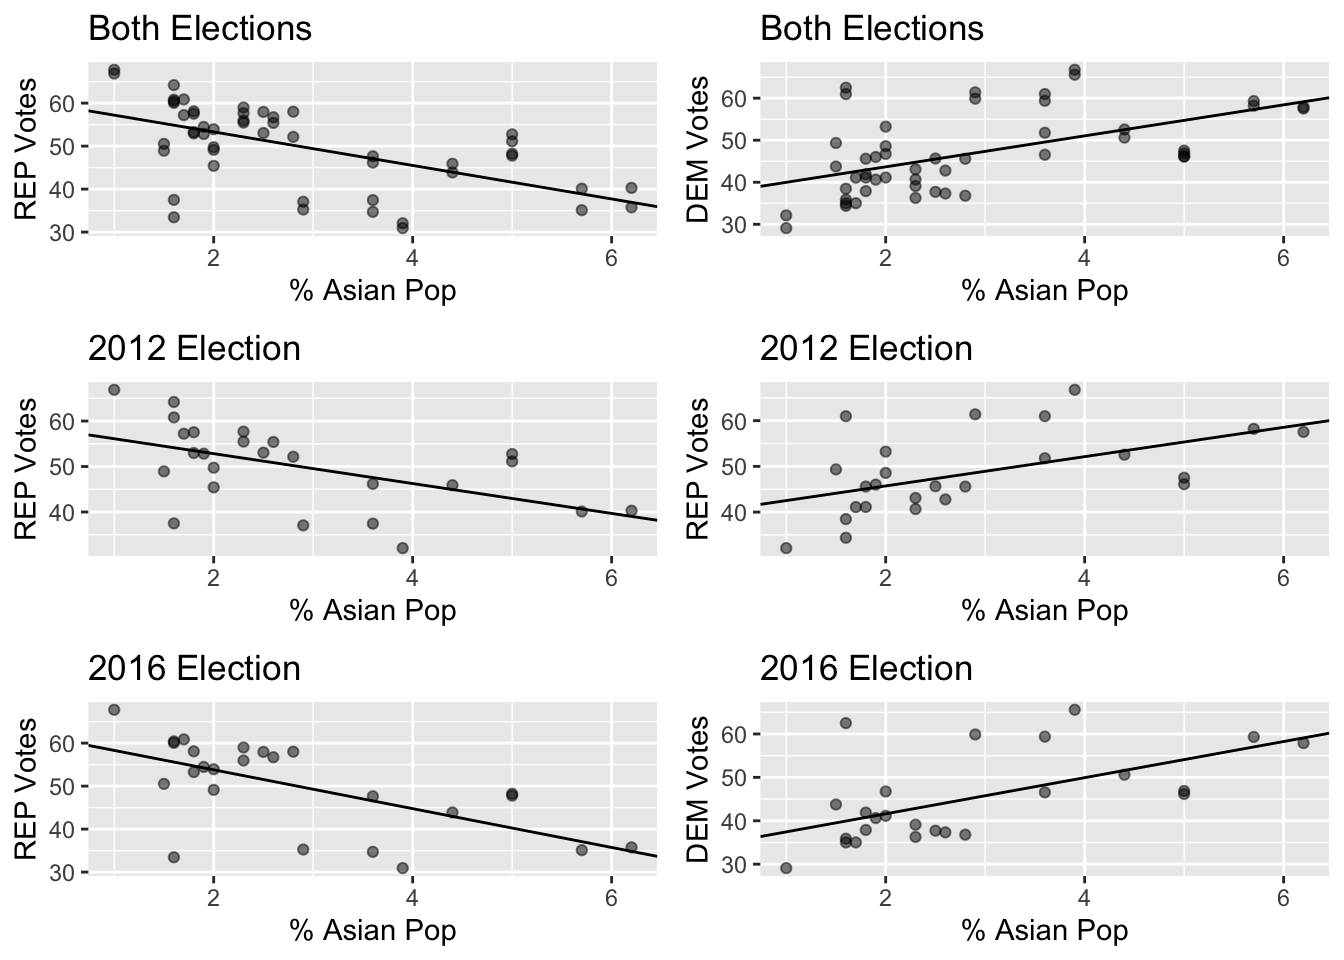 Both Elections
REP Votes
60
50
40
30
2
4
6
% Asian Pop
Both Elections
DEM Votes
60
50
40
30
2
4
6
% Asian Pop
2012 Election
REP Votes
60
50
40
2
4
6
% Asian Pop
2012 Election
REP Votes
60
50
40
2
4
6
% Asian Pop
2016 Election
REP Votes
60
50
40
30
2
4
6
% Asian Pop
2016 Election
DEM Votes
60
50
40
30
2
4
6
% Asian Pop